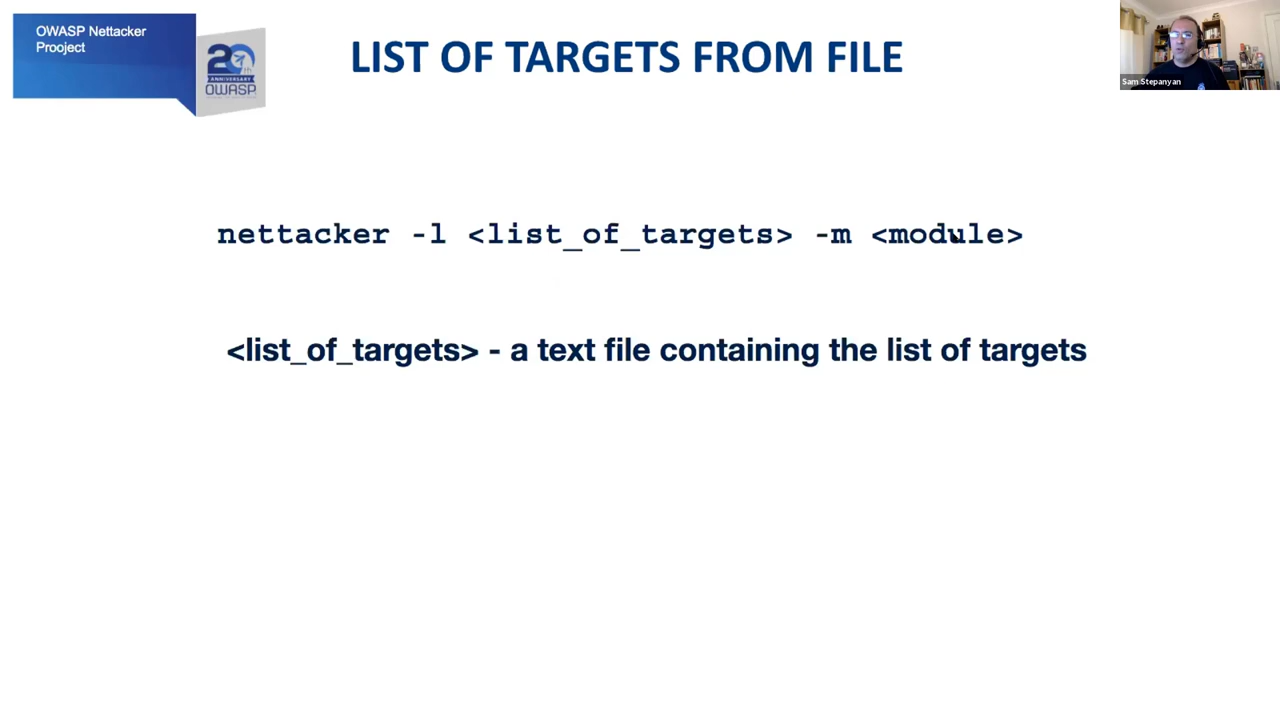 OWASP Nettacker
Prooject
20
ANNIVERSARY
OWASP
LIST OF TARGETS FROM FILE
Sam Stepanyan
nettacker -l <list_of_targets> -m <module>
<list_of_targets> - a text file containing the list of targets